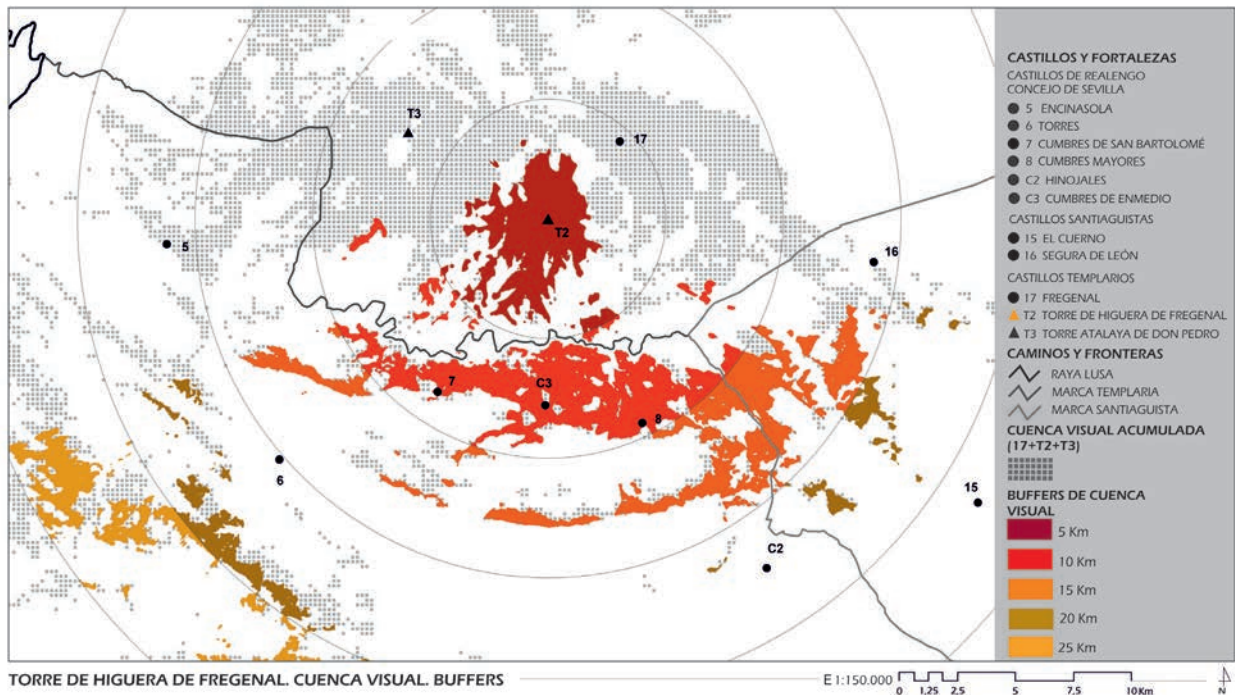 T3
17
T2
5
16
7
C3
8
6
15
C2
CASTILLOS Y FORTALEZAS
CASTILLOS DE REALENGO
CONCEJO DE SEVILLA
5 ENCINASOLA
6 TORRES
7 CUMBRES DE SAN BARTOLOMÉ
8 CUMBRES MAYORES
C2 HINOJALES
C3 CUMBRES DE ENMEDIO
CASTILLOS SANTIAGUISTAS
15 EL CUERNO
16 SEGURA DE LEÓN
CASTILLOS TEMPLARIOS
17 FREGENAL
T2 TORRE DE HIGUERA DE FREGENAL
T3 TORRE ATALAYA DE DON PEDRO
CAMINOS Y FRONTERAS
RAYA LUSA
MARCA TEMPLARIA
MARCA SANTIAGUISTA
CUENCA VISUAL ACUMULADA
(17+T2+T3)
BUFFERS DE CUENCA
VISUAL
5 Km
10 Km
15 Km
20 Km
25 Km
TORRE DE HIGUERA DE FREGENAL. CUENCA VISUAL. BUFFERS
E 1:150.000
0 1,25 2,5 5 7,5 10 Km
N